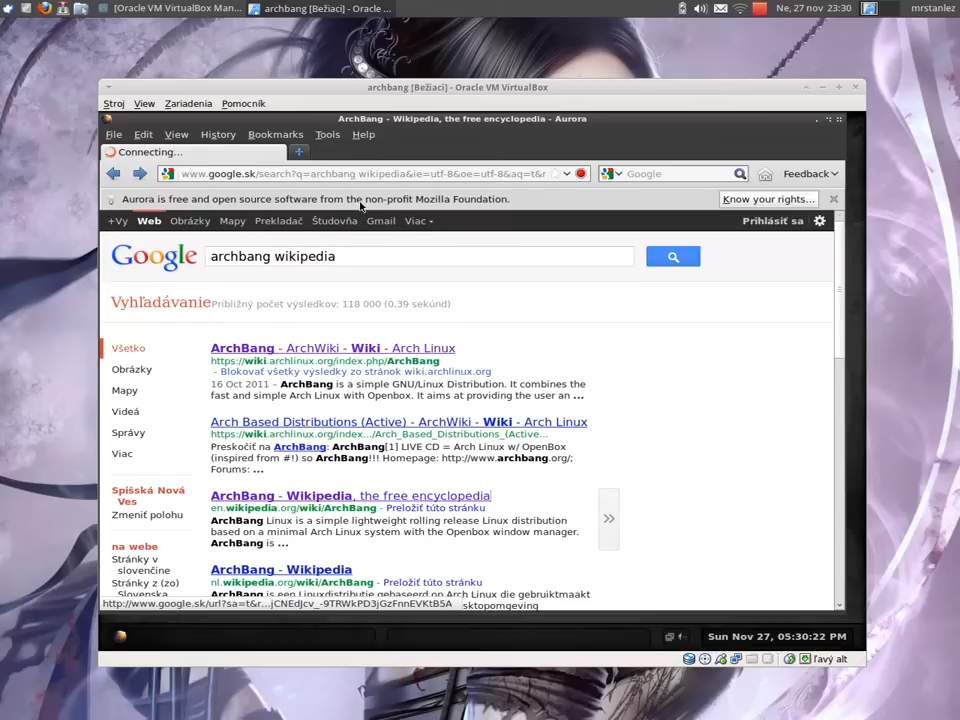 [Oracle VM VirtualBox Man...
archbang [Bežiaci] - Oracle ...
Ne, 27 nov 23:30
mrstanlez
archbang [Bežiaci] - Oracle VM VirtualBox
Stroj View Zariadenia Pomocník
ArchBang - Wikipedia, the free encyclopedia - Aurora
File Edit View History Bookmarks Tools Help
Connecting...
www.google.sk/search?q=archbang wikipedia&ie=utf-8&oe=utf-8&aq=t&r
Google
Feedback
Aurora is free and open source software from the non-profit Mozilla Foundation.
Know your rights...
+Vy Web Obrázky Mapy Prekladač Študovňa Gmail Viac
Prihlásiť sa
Google
archbang wikipedia
Vyhľadávanie
Približný počet výsledkov: 118 000 (0,39 sekúnd)
Všetko
Obrázky
Mapy
Videá
Správy
Viac
Spišská Nová
Ves
Zmeniť polohu
na webe
Stránky v
slovenčine
Stránky z (zo)
ArchBang - ArchWiki - Wiki - Arch Linux
https://wiki.archlinux.org/index.php/ArchBang
- Blokovať všetky výsledky zo stránok wiki.archlinux.org
16 Oct 2011 – ArchBang is a simple GNU/Linux Distribution. It combines the
fast and simple Arch Linux with Openbox. It aims at providing the user an ...
Arch Based Distributions (Active) - ArchWiki - Wiki - Arch Linux
https://wiki.archlinux.org/index.../Arch_Based_Distributions_(Active...
Preskočiť na ArchBang: ArchBang[1] LIVE CD = Arch Linux w/ OpenBox
(inspired from #!) so ArchBang!!! Homepage: http://www.archbang.org/;
Forums: ...
ArchBang - Wikipedia, the free encyclopedia
en.wikipedia.org/wiki/ArchBang - Preložiť túto stránku
ArchBang Linux is a simple lightweight rolling release Linux distribution
based on a minimal Arch Linux system with the Openbox window manager.
ArchBang is ...
ArchBang - Wikipedia
nl.wikipedia.org/wiki/ArchBang - Preložiť túto stránku
ArchBang is een Linuxdistributie gebaseerd op Arch Linux die gebruikmaakt
http://www.google.sk/url?sa=t&r...jCNEdJcv_-9TRWkPD3jGzFnnEVKtB5A
sktopomgeving
Sun Nov 27, 05:30:22 PM
ľavý alt